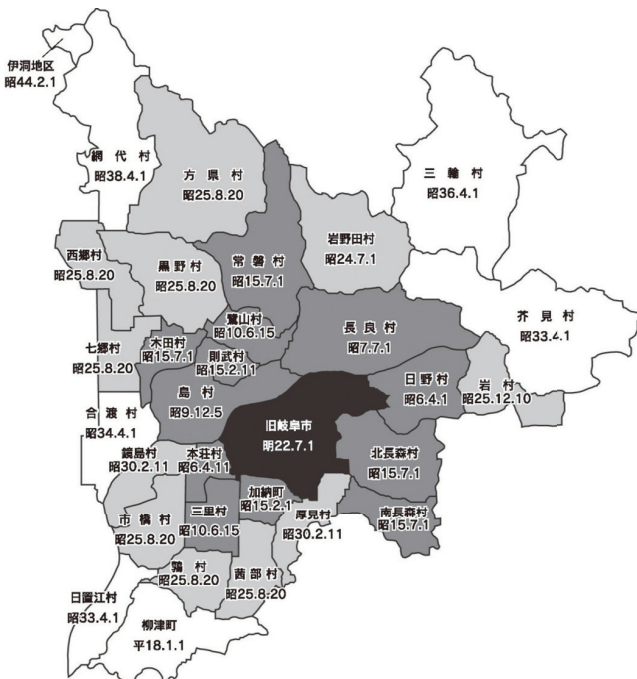 伊洞地区
昭44.2.1
網代村
昭38.4.1
方県村
昭25.8.20
三輪村
昭36.4.1
西郷村
昭25.8.20
黒野村
昭25.8.20
常磐村
昭15.7.1
岩野田村
昭24.7.1
鷺山村
昭10.6.15
長良村
昭7.7.1
芥見村
昭33.4.1
七郷村
昭25.8.20
木田村
昭15.7.1
則武村
昭15.2.11
島村
昭9.12.5
日野村
昭6.4.1
岩村
昭25.12.10
合渡村
昭34.4.1
旧岐阜市
明22.7.1
鏡島村
昭30.2.11
本荘村
昭6.4.11
北長森村
昭15.7.1
市橋村
昭25.8.20
三里村
昭10.6.15
加納町
昭15.2.1
厚見村
昭30.2.11
南長森村
昭15.7.1
鶉村
昭25.8.20
茜部村
昭25.8.20
日置江村
昭33.4.1
柳津町
平18.1.1